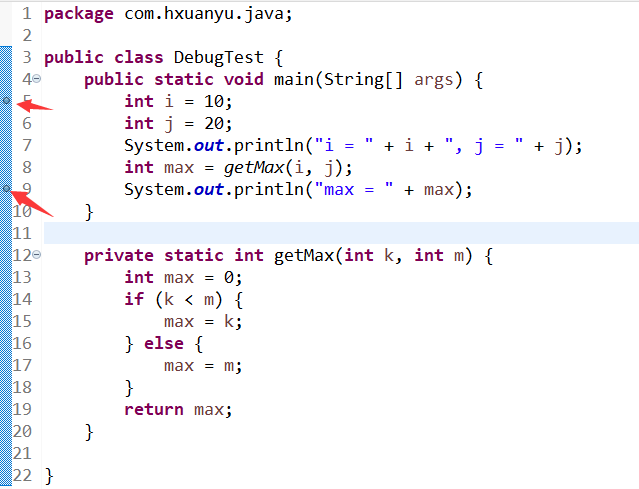 1 package com.hxuanyu.java;
2
3 public class DebugTest {
4 public static void main(String[] args) {
5 int i = 10;
6 int j = 20;
7 System.out.println("i = " + i + ", j = " + j);
8 int max = getMax(i, j);
9 System.out.println("max = " + max);
10 }
11
12 private static int getMax(int k, int m) {
13 int max = 0;
14 if (k < m) {
15 max = k;
16 } else {
17 max = m;
18 }
19 return max;
20 }
21
22 }